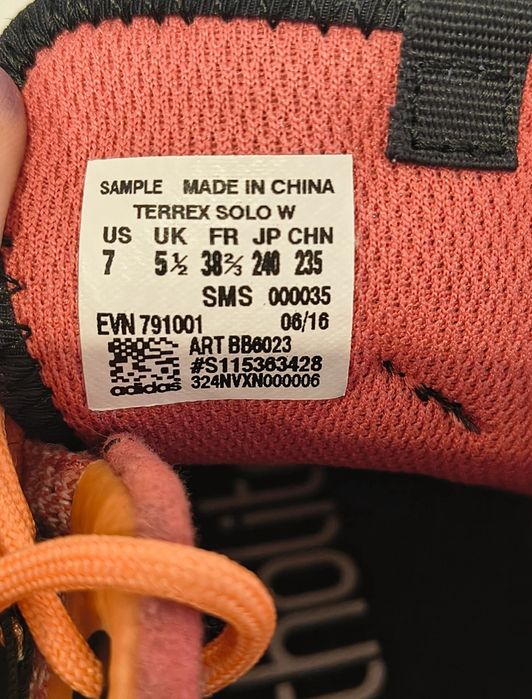 SAMPLE MADE IN CHINA
TERREX SOLO W
US UK FR JP CHN
7 5½ 38⅔ 240 235
SMS 000035
EVN 791001 06/16
ART BB6023
#S115363428
324NVXN000006
adidas
tholit